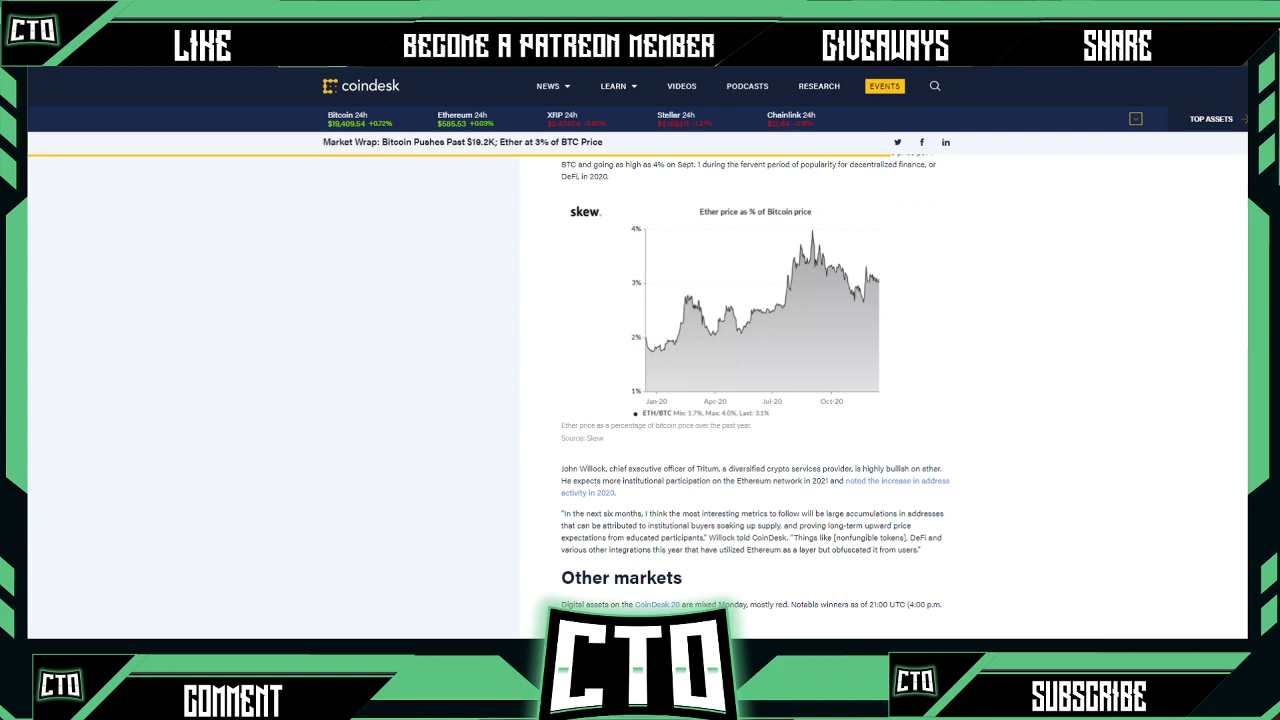 CTO
LIKE
BECOME A PATREON MEMBER
GIVEAWAYS
SHARE
coindesk
NEWS
LEARN
VIDEOS
PODCASTS
RESEARCH
EVENTS
Bitcoin 24h
$19,409.54 +0.72%
Ethereum 24h
$585.53 +0.03%
XRP 24h
Stellar 24h
Chainlink 24h
TOP ASSETS
Market Wrap: Bitcoin Pushes Past $19.2K; Ether at 3% of BTC Price
BTC and going as high as 4% on Sept. 1 during the fervent period of popularity for decentralized finance, or
DeFi, in 2020.
skew.
Ether price as % of Bitcoin price
4%
3%
2%
1%
Jan-20
Apr-20
Jul-20
Oct-20
ETH/BTC Min: 1.7%, Max: 4.0%, Last: 3.1%
Ether price as a percentage of bitcoin price over the past year.
Source: Skew
John Willock, chief executive officer of Tritum, a diversified crypto services provider, is highly bullish on ether.
He expects more institutional participation on the Ethereum network in 2021 and noted the increase in address
activity in 2020.
"In the next six months, I think the most interesting metrics to follow will be large accumulations in addresses
that can be attributed to institutional buyers soaking up supply, and proving long-term upward price
expectations from educated participants," Willock told CoinDesk. "Things like [nonfungible tokens], DeFi and
various other integrations this year that have utilized Ethereum as a layer but obfuscated it from users."
Other markets
Digital assets on the CoinDesk 20 are mixed Monday, mostly red. Notable winners as of 21:00 UTC (4:00 p.m.
CTO
COMMENT
CTO
CTO
SUBSCRIBE